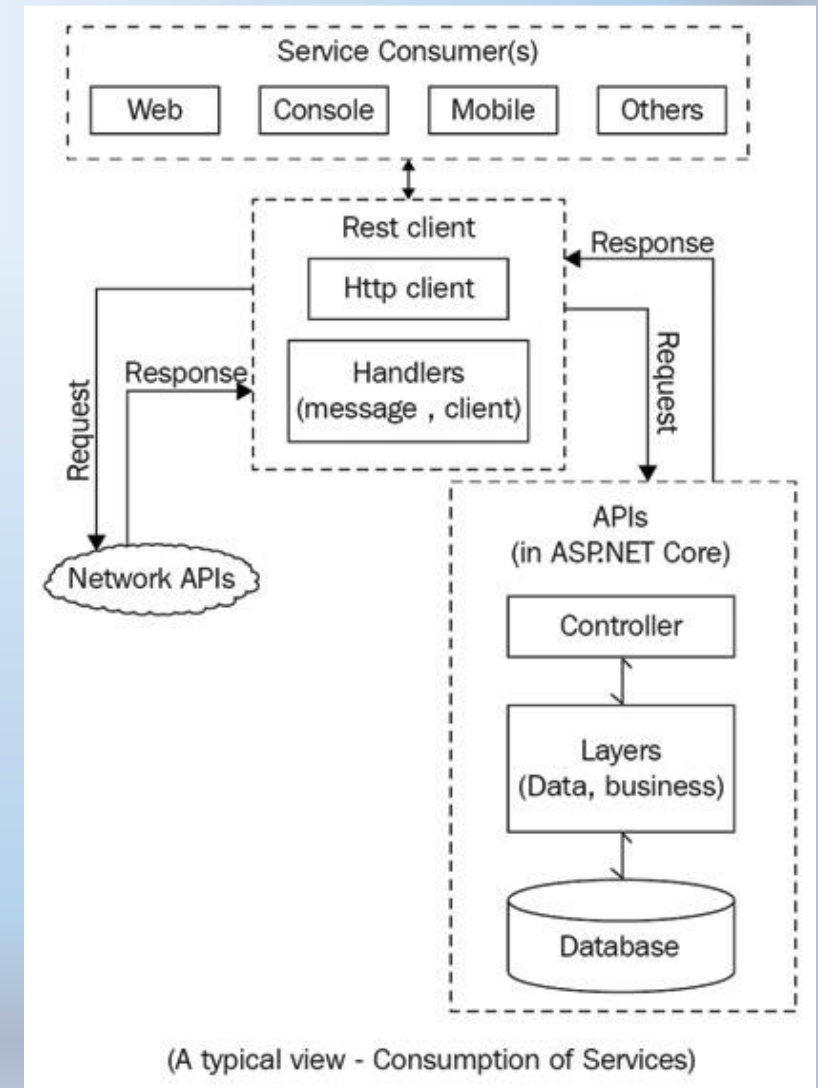 Service Consumer(s)
Web
Console
Mobile
Others
Rest client
Http client
Handlers
(message , client)
Request
Response
Response
Request
Network APIs
APIs
(in ASP.NET Core)
Controller
Layers
(Data, business)
Database
(A typical view - Consumption of Services)